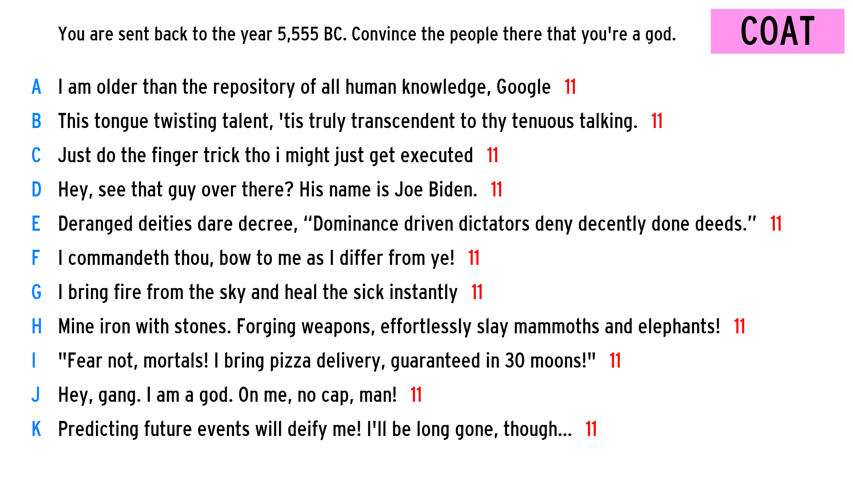 You are sent back to the year 5,555 BC. Convince the people there that you're a god.
COAT
A I am older than the repository of all human knowledge, Google 11
B This tongue twisting talent, 'tis truly transcendent to thy tenuous talking. 11
C Just do the finger trick tho i might just get executed 11
D Hey, see that guy over there? His name is Joe Biden. 11
E Deranged deities dare decree, “Dominance driven dictators deny decently done deeds.” 11
F I commandeth thou, bow to me as I differ from ye! 11
G I bring fire from the sky and heal the sick instantly 11
H Mine iron with stones. Forging weapons, effortlessly slay mammoths and elephants! 11
I "Fear not, mortals! I bring pizza delivery, guaranteed in 30 moons!" 11
J Hey, gang. I am a god. On me, no cap, man! 11
K Predicting future events will deify me! I'll be long gone, though... 11